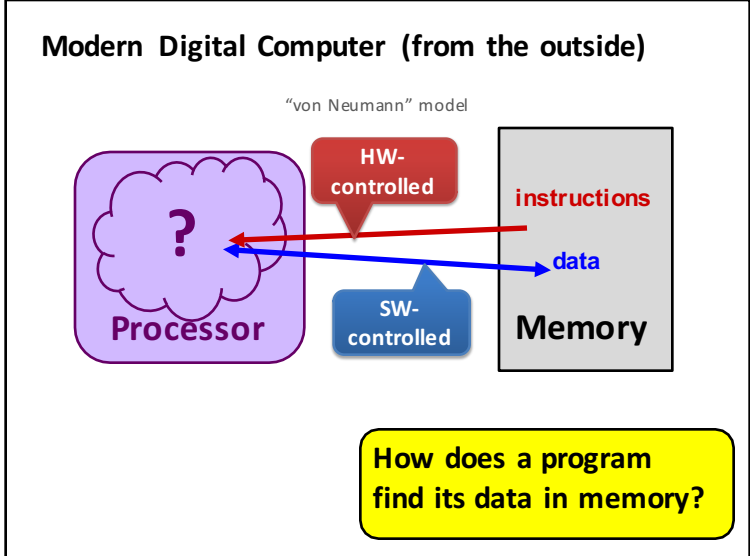 Modern Digital Computer (from the outside)
“von Neumann” model
HW-
controlled
instructions
?
data
SW-
controlled
Processor
Memory
How does a program
find its data in memory?